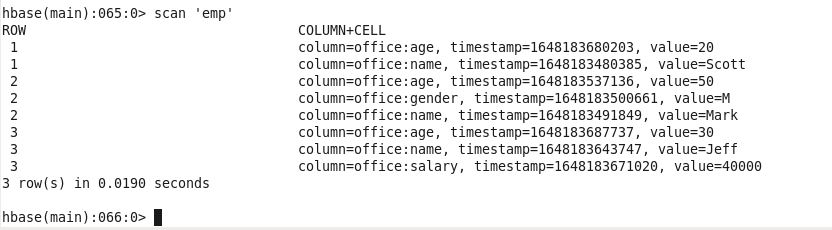 hbase(main):065:0> scan 'emp'
ROW COLUMN+CELL
1 column=office:age, timestamp=1648183680203, value=20
1 column=office:name, timestamp=1648183480385, value=Scott
2 column=office:age, timestamp=1648183537136, value=50
2 column=office:gender, timestamp=1648183500661, value=M
2 column=office:name, timestamp=1648183491849, value=Mark
3 column=office:age, timestamp=1648183687737, value=30
3 column=office:name, timestamp=1648183643747, value=Jeff
3 column=office:salary, timestamp=1648183671020, value=40000
3 row(s) in 0.0190 seconds
hbase(main):066:0>